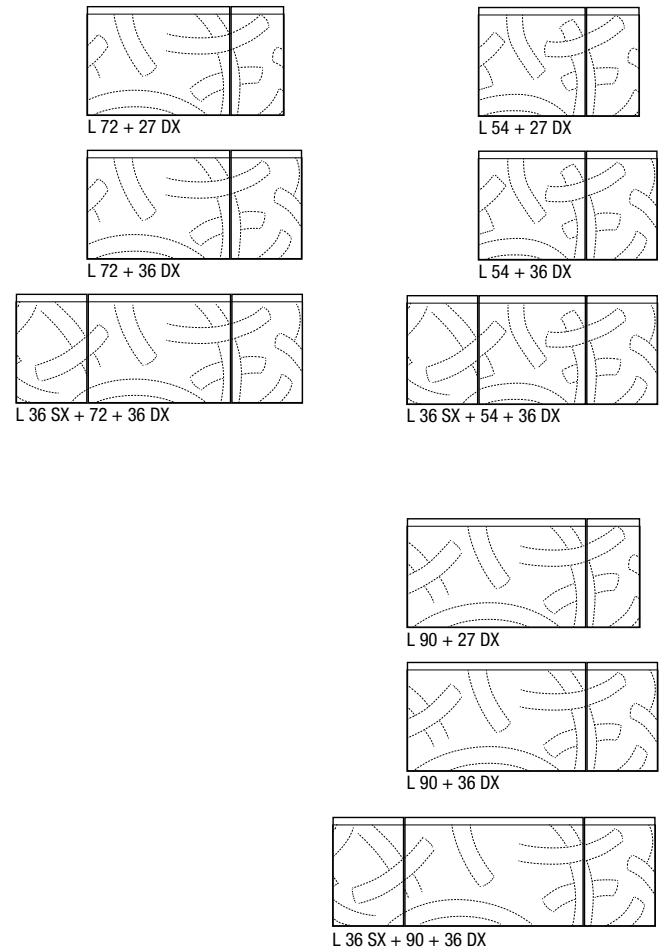 L 72 + 27 DX
L 54 + 27 DX
L 72 + 36 DX
L 54 + 36 DX
L 36 SX + 72 + 36 DX
L 36 SX + 54 + 36 DX
L 90 + 27 DX
L 90 + 36 DX
L 36 SX + 90 + 36 DX